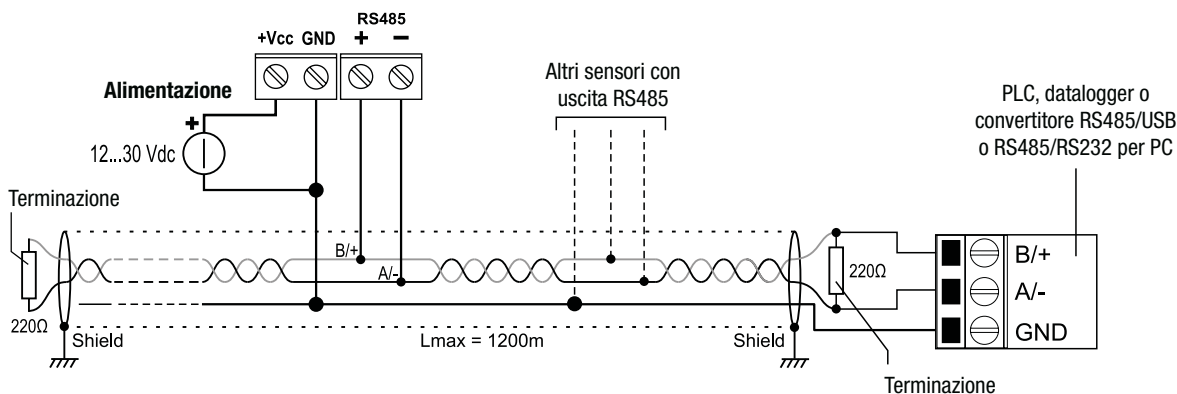 RS485
+Vcc GND + −
Alimentazione
+
12...30 Vdc
Altri sensori con
uscita RS485
PLC, datalogger o
convertitore RS485/USB
o RS485/RS232 per PC
Terminazione
B/+
A/-
220Ω
220Ω
B/+
A/-
GND
Shield
Lmax = 1200m
Shield
Terminazione